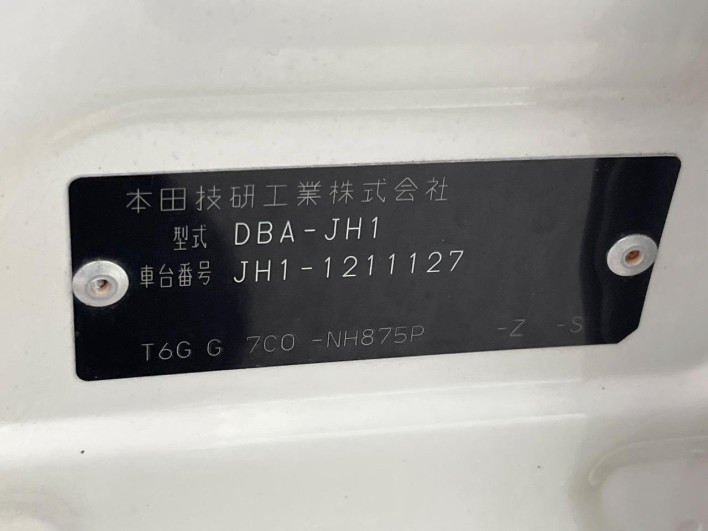 本田技研工業株式会社
型式 DBA-JH1
車台番号 JH1-1211127
T6G G 7C0 -NH875P -Z -S